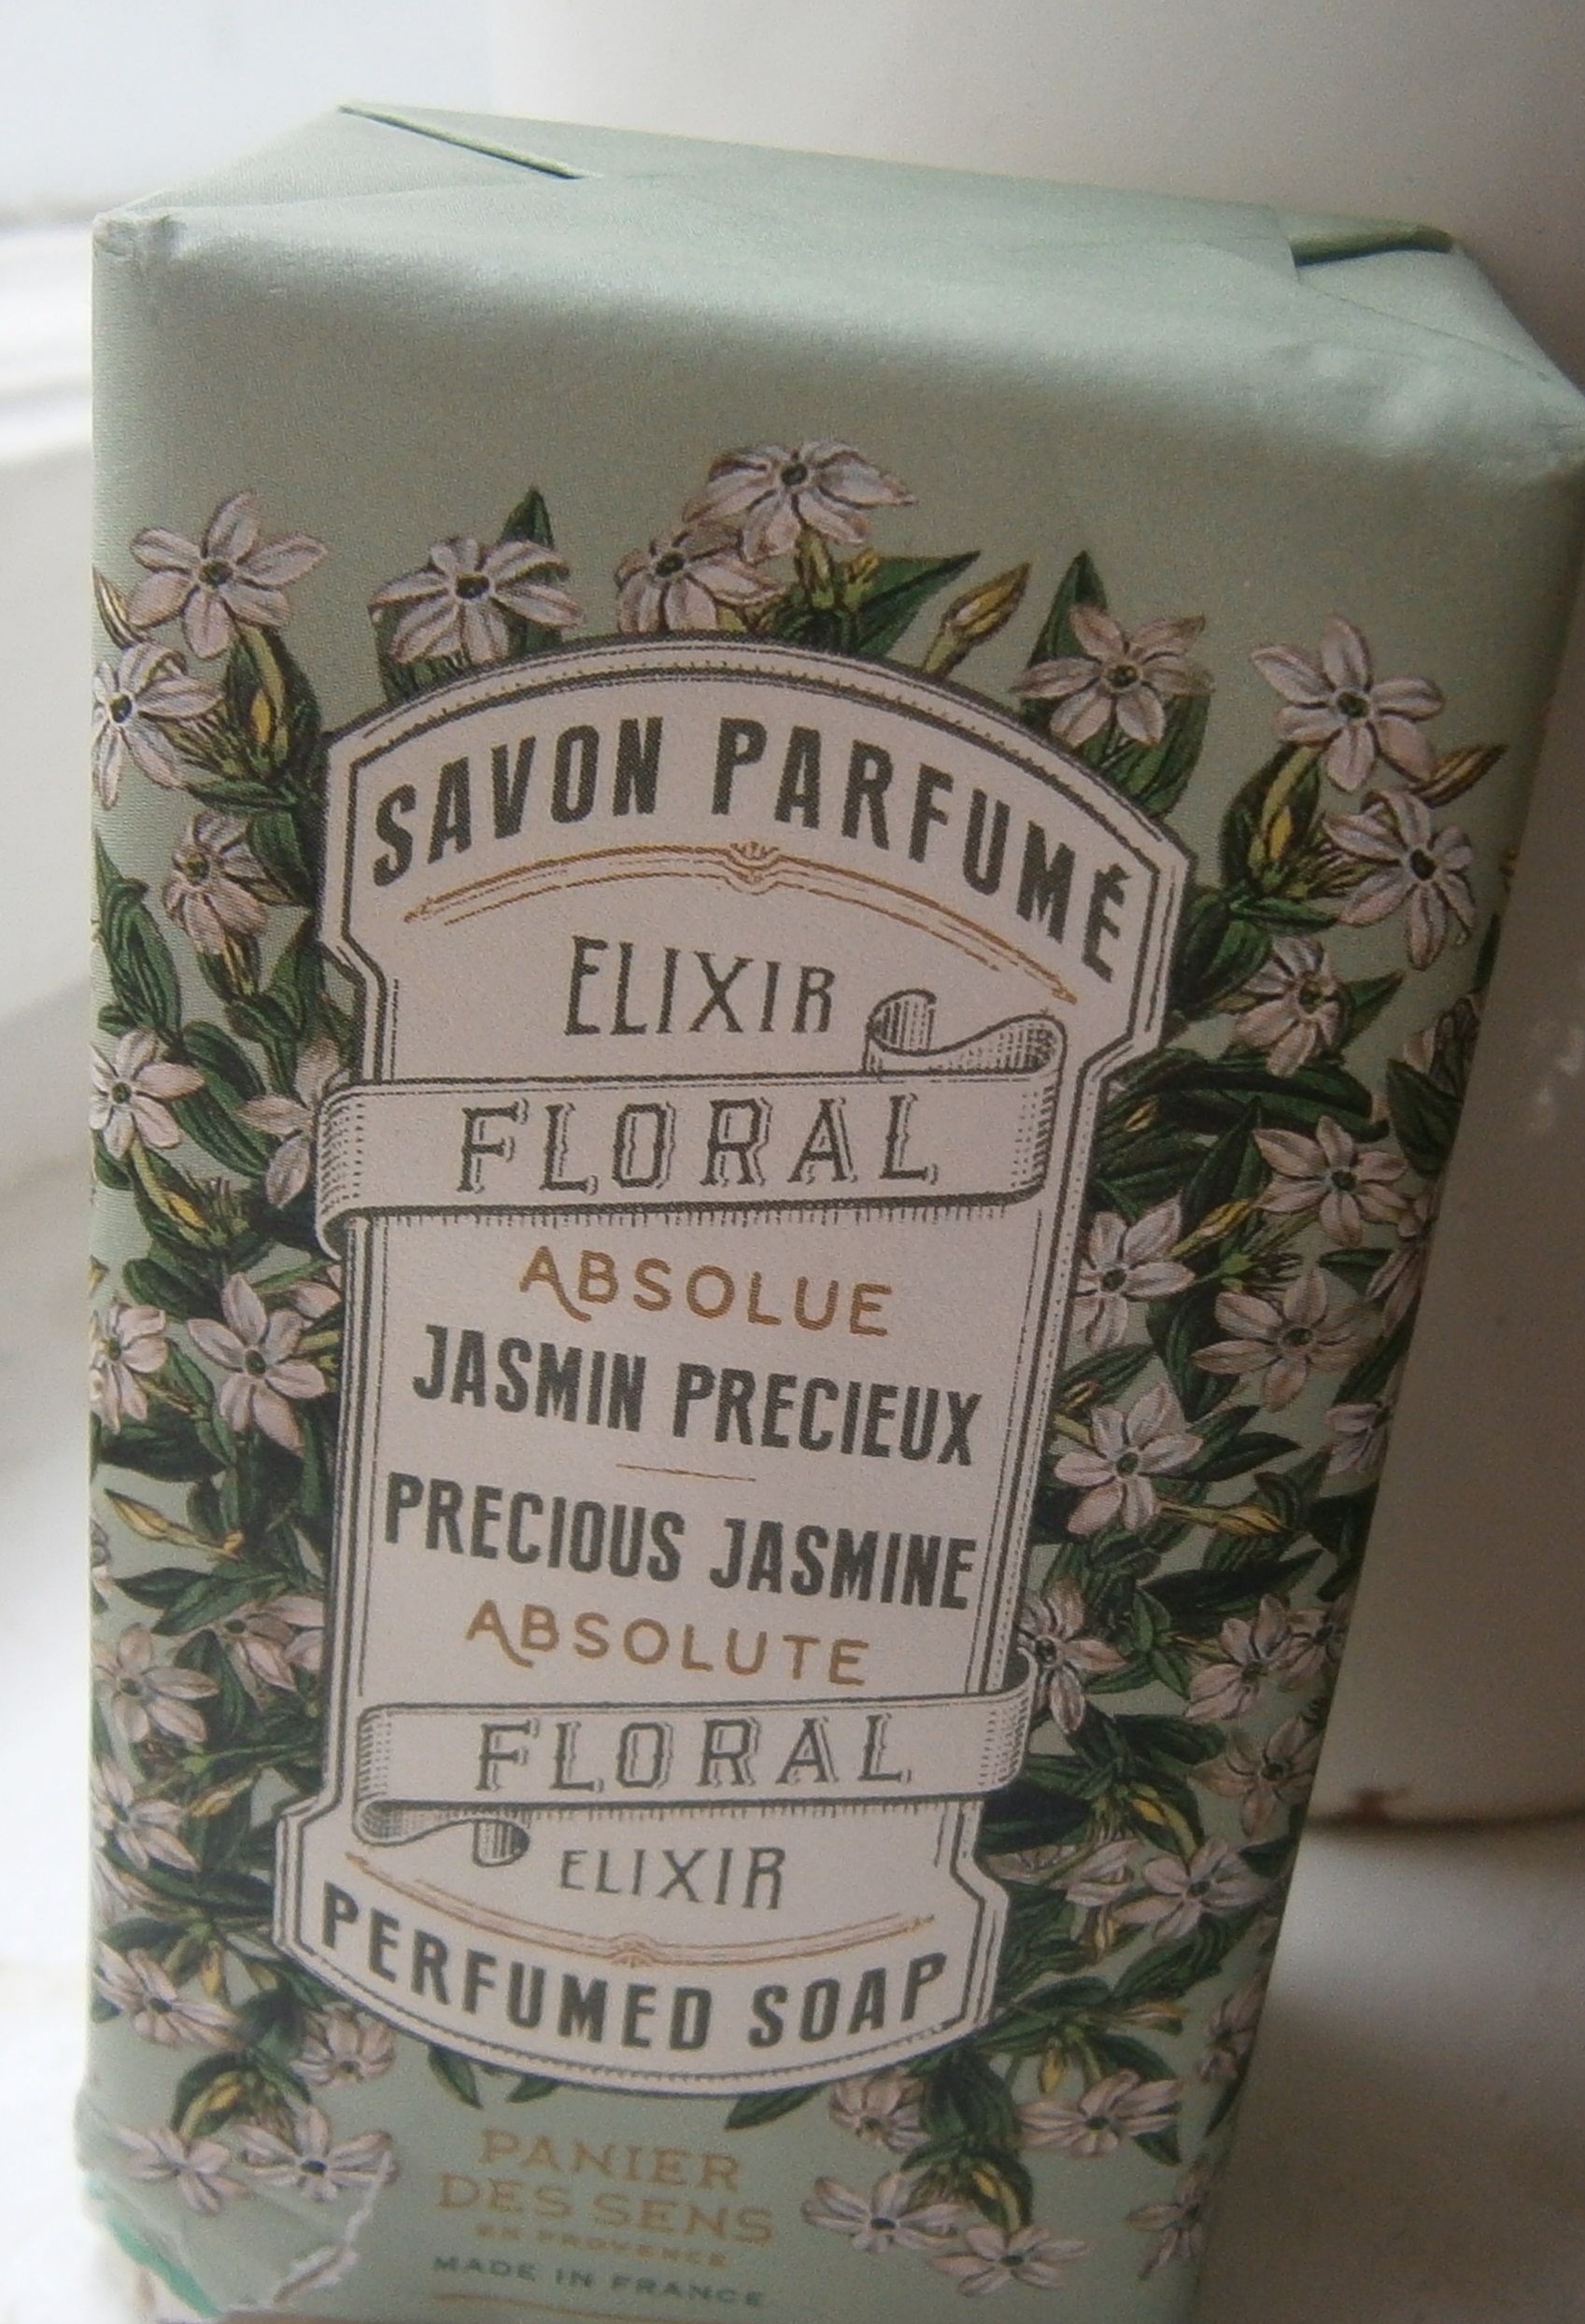 SAVON PARFUMÉ
ELIXIR
FLORAL
ABSOLUE
JASMIN PRECIEUX
PRECIOUS JASMINE
ABSOLUTE
FLORAL
ELIXIR
PERFUMED SOAP
PANIER
DES SENS
EN PROVENCE
MADE IN FRANCE